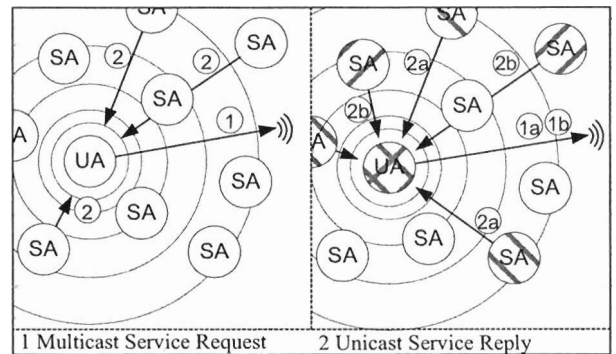 SA
SA
2
2
SA
SA
1
A
UA
SA
2
SA
SA
SA
SA
SA
2a
2b
SA
2b
SA
1a
1b
A
UA
SA
2a
SA
SA
SA
1 Multicast Service Request
2 Unicast Service Reply